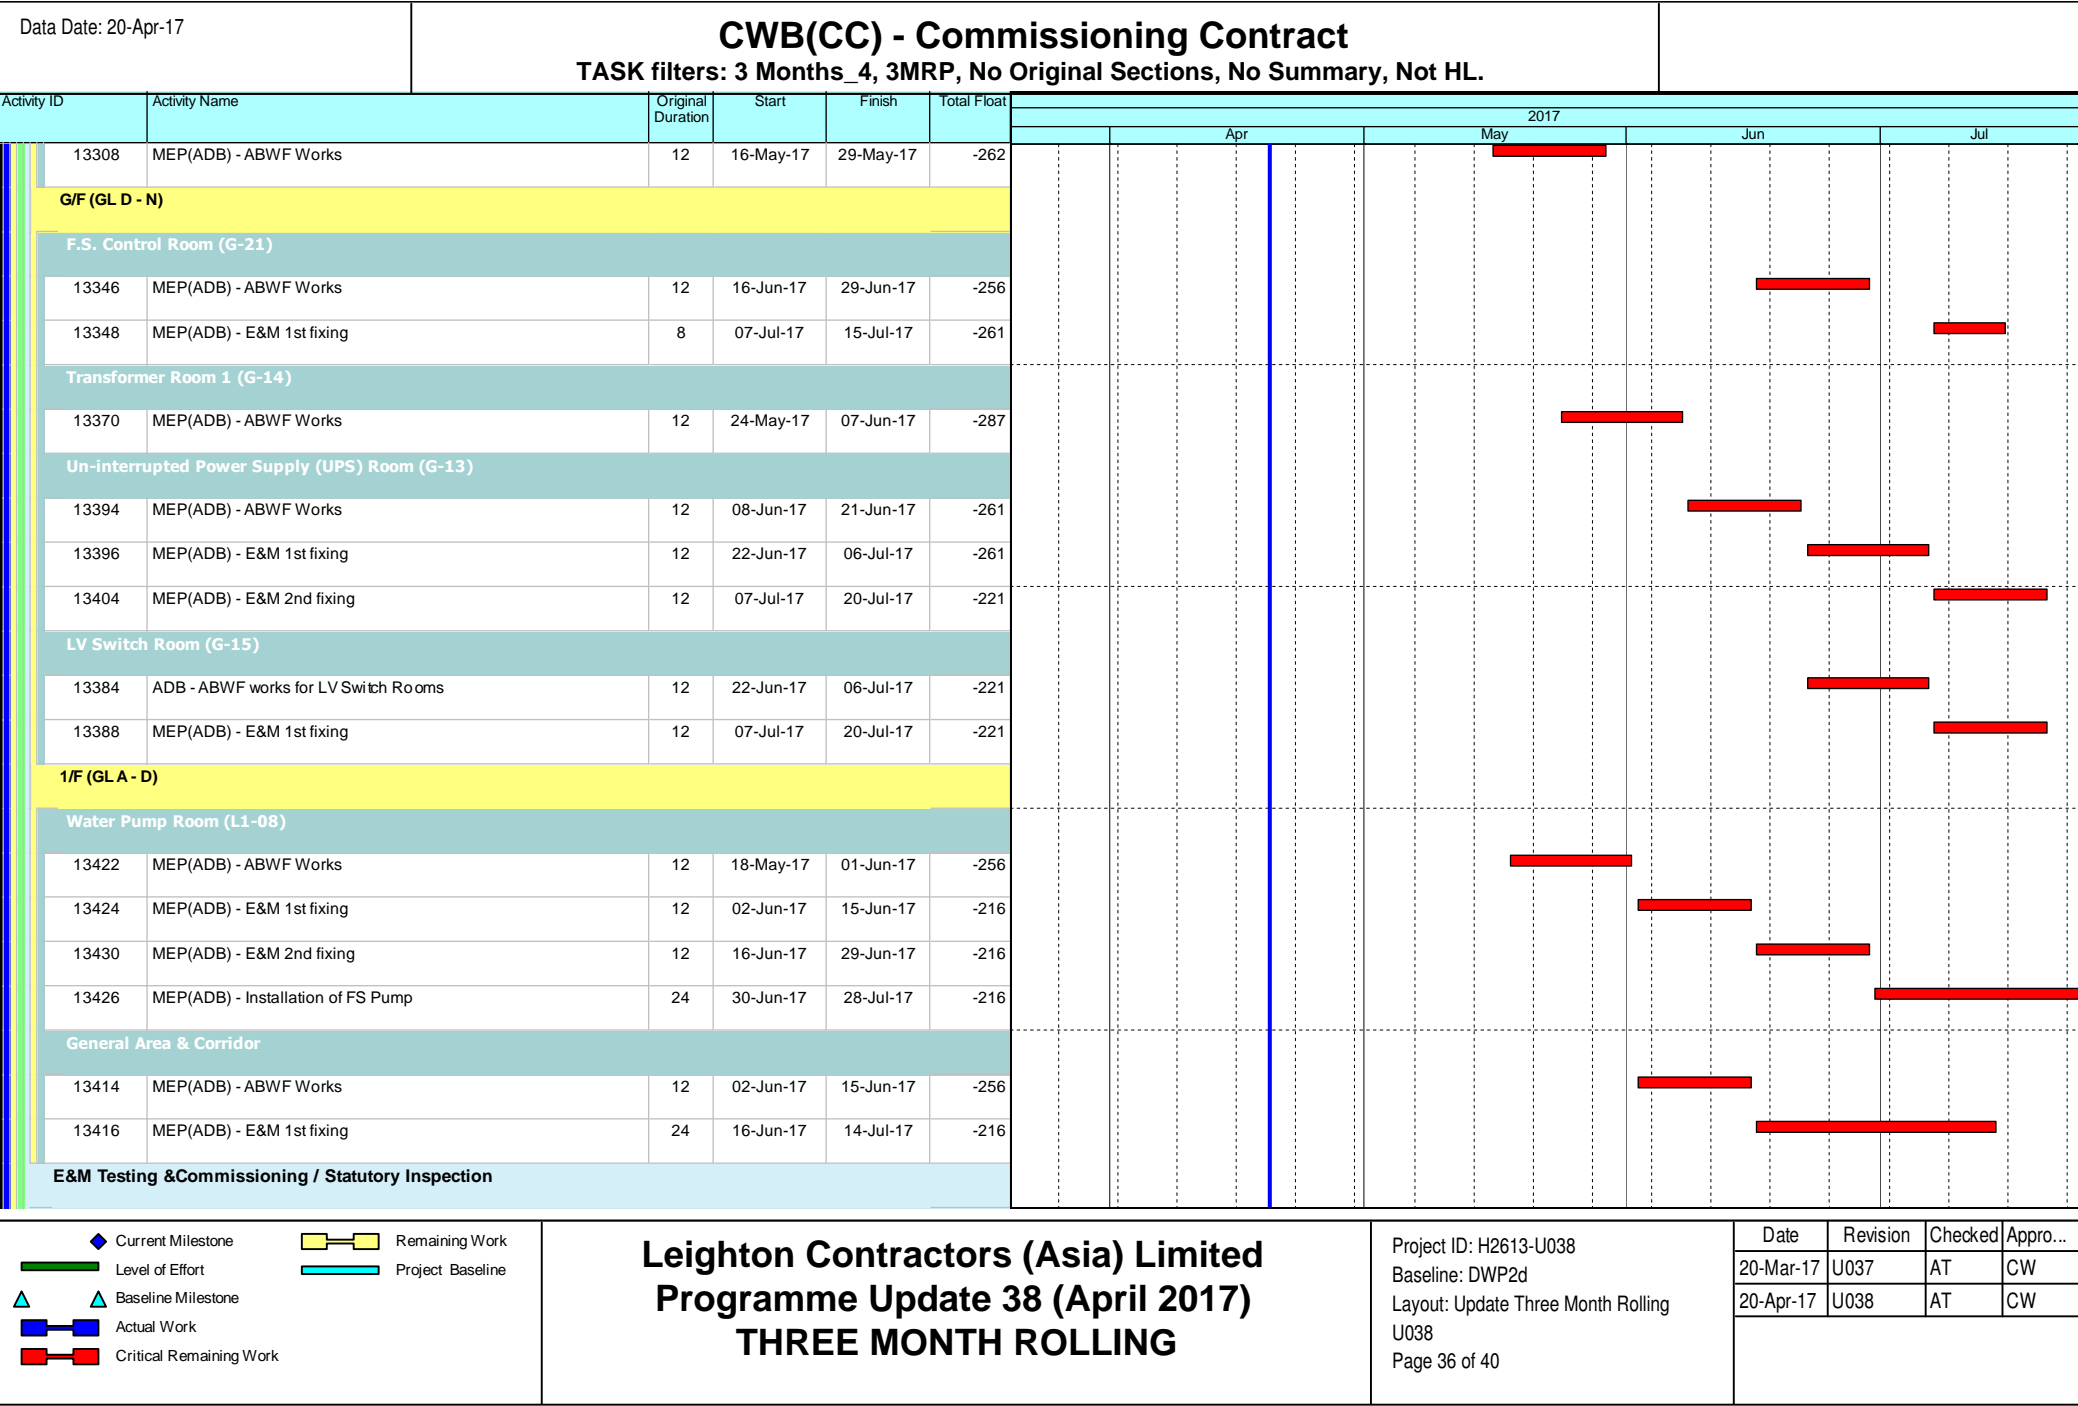 Data Date: 20-Apr-17
CWB(CC) - Commissioning Contract
TASK filters: 3 Months_4, 3MRP, No Original Sections, No Summary, Not HL.
Activity ID Activity Name Original Duration Start Finish Total Float
2017
Apr May Jun Jul
13308 MEP(ADB) - ABWF Works 12 16-May-17 29-May-17 -262
G/F (GL D - N)
F.S. Control Room (G-21)
13346 MEP(ADB) - ABWF Works 12 16-Jun-17 29-Jun-17 -256
13348 MEP(ADB) - E&M 1st fixing 8 07-Jul-17 15-Jul-17 -261
Transformer Room 1 (G-14)
13370 MEP(ADB) - ABWF Works 12 24-May-17 07-Jun-17 -287
Un-interrupted Power Supply (UPS) Room (G-13)
13394 MEP(ADB) - ABWF Works 12 08-Jun-17 21-Jun-17 -261
13396 MEP(ADB) - E&M 1st fixing 12 22-Jun-17 06-Jul-17 -261
13404 MEP(ADB) - E&M 2nd fixing 12 07-Jul-17 20-Jul-17 -221
LV Switch Room (G-15)
13384 ADB - ABWF works for LV Switch Rooms 12 22-Jun-17 06-Jul-17 -221
13388 MEP(ADB) - E&M 1st fixing 12 07-Jul-17 20-Jul-17 -221
1/F (GL A - D)
Water Pump Room (L1-08)
13422 MEP(ADB) - ABWF Works 12 18-May-17 01-Jun-17 -256
13424 MEP(ADB) - E&M 1st fixing 12 02-Jun-17 15-Jun-17 -216
13430 MEP(ADB) - E&M 2nd fixing 12 16-Jun-17 29-Jun-17 -216
13426 MEP(ADB) - Installation of FS Pump 24 30-Jun-17 28-Jul-17 -216
General Area & Corridor
13414 MEP(ADB) - ABWF Works 12 02-Jun-17 15-Jun-17 -256
13416 MEP(ADB) - E&M 1st fixing 24 16-Jun-17 14-Jul-17 -216
E&M Testing &Commissioning / Statutory Inspection
Current Milestone
Level of Effort
Baseline Milestone
Actual Work
Critical Remaining Work
Remaining Work
Project Baseline
Leighton Contractors (Asia) Limited
Programme Update 38 (April 2017)
THREE MONTH ROLLING
Project ID: H2613-U038
Baseline: DWP2d
Layout: Update Three Month Rolling
U038
Page 36 of 40
Date Revision Checked Appro...
20-Mar-17 U037 AT CW
20-Apr-17 U038 AT CW